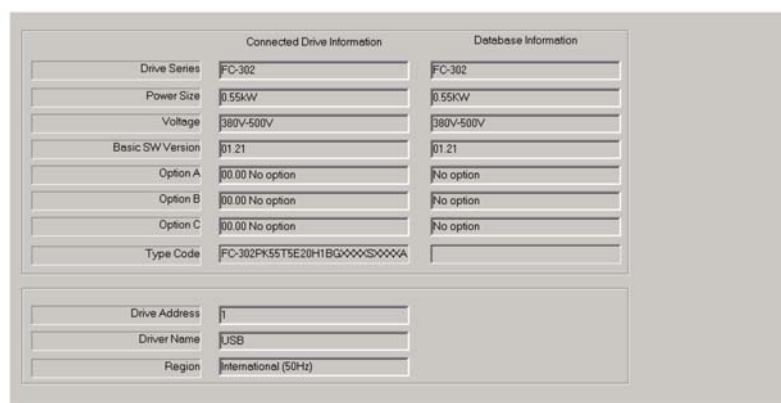 Connected Drive Information Database Information
Drive Series FC-302 FC-302
Power Size 0.55kW 0.55KW
Voltage 380V-500V 380V-500V
Basic SW Version 01.21 01.21
Option A 00.00 No option No option
Option B 00.00 No option No option
Option C 00.00 No option No option
Type Code FC-302PK55T5E20H1BGXXXXSXXXXA
Drive Address 1
Driver Name USB
Region International (50Hz)